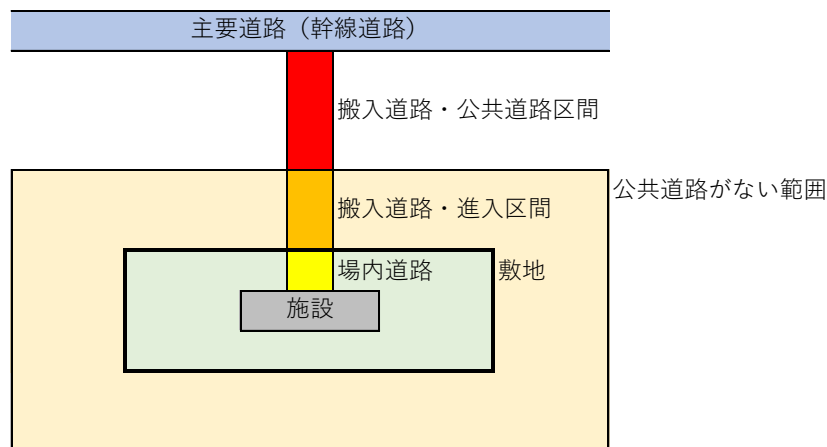 主要道路（幹線道路）
搬入道路・公共道路区間
公共道路がない範囲
搬入道路・進入区間
場内道路
敷地
施設